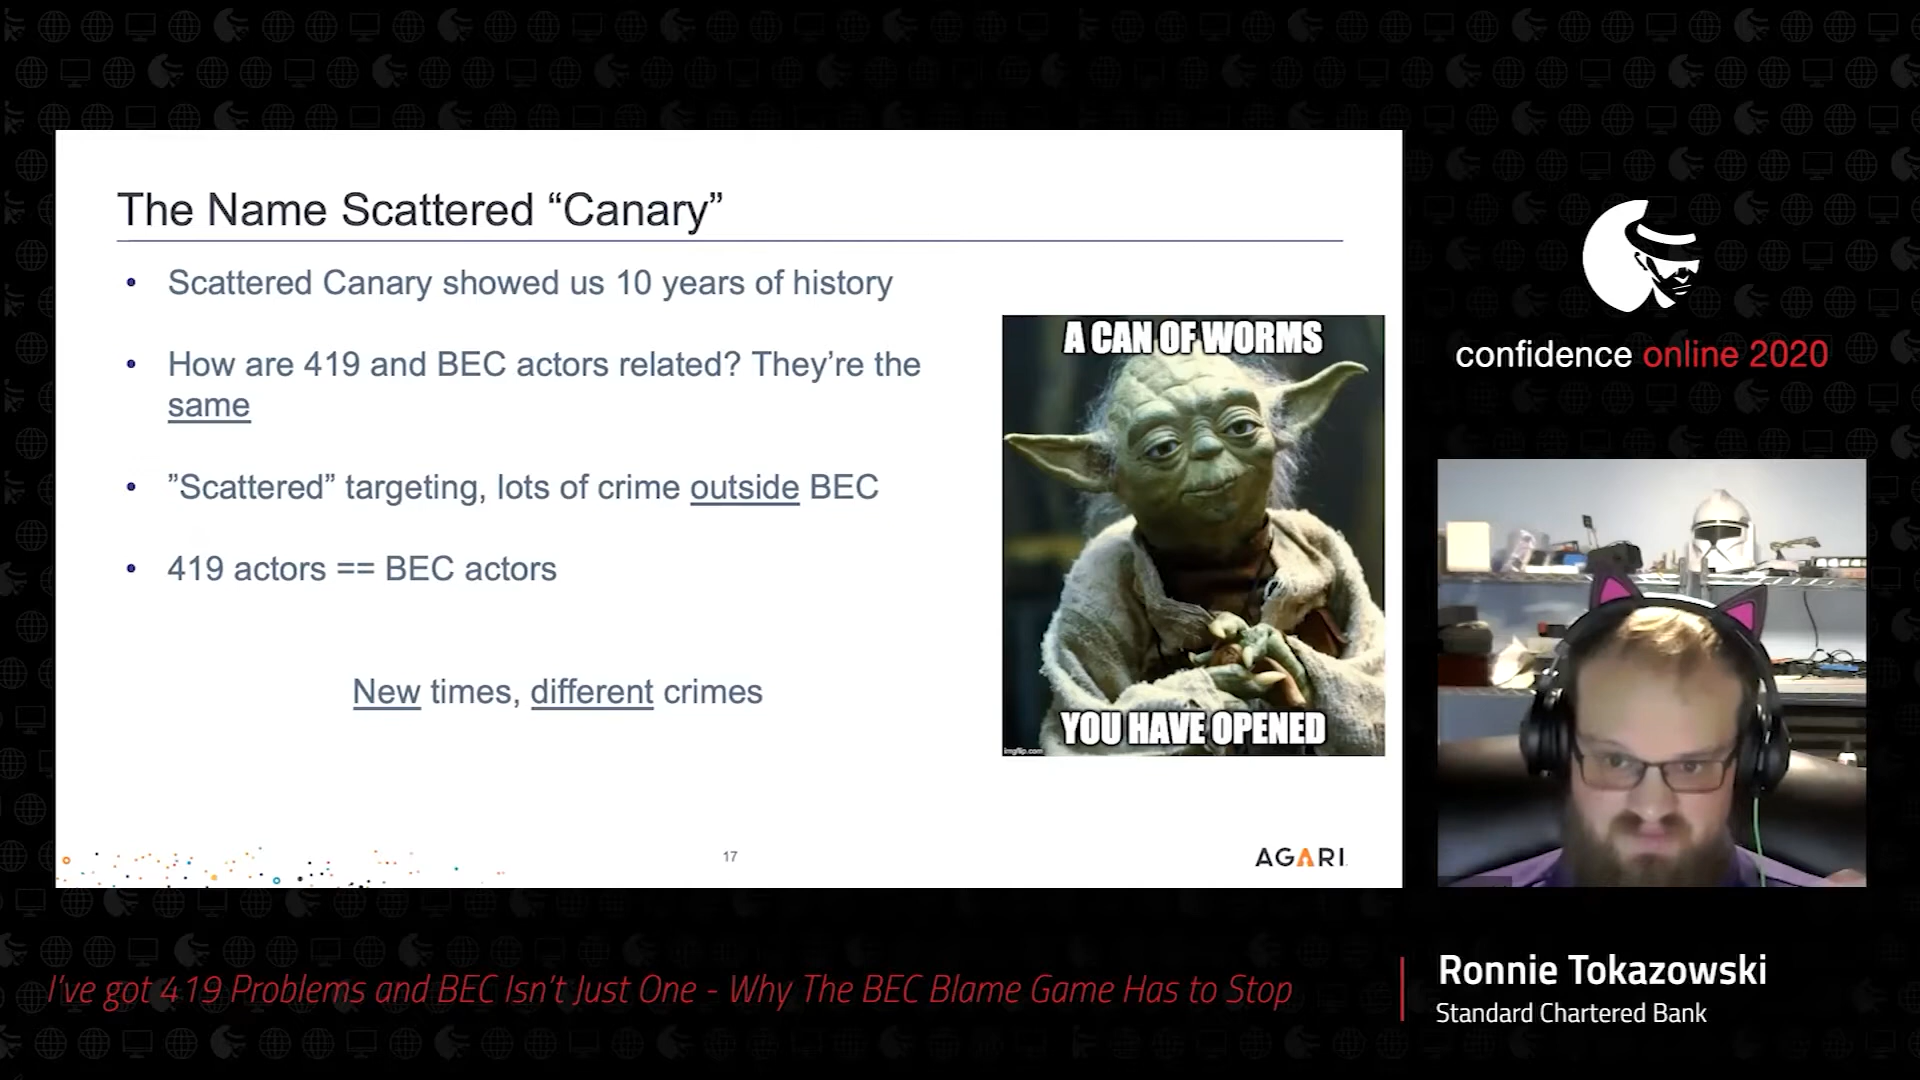 The Name Scattered “Canary”
• Scattered Canary showed us 10 years of history
• How are 419 and BEC actors related? They’re the
same
• ”Scattered” targeting, lots of crime outside BEC
• 419 actors == BEC actors
New times, different crimes
A CAN OF WORMS
YOU HAVE OPENED
imgflip.com
17
AGARI
confidence online 2020
I’ve got 419 Problems and BEC Isn’t Just One - Why The BEC Blame Game Has to Stop
Ronnie Tokazowski
Standard Chartered Bank